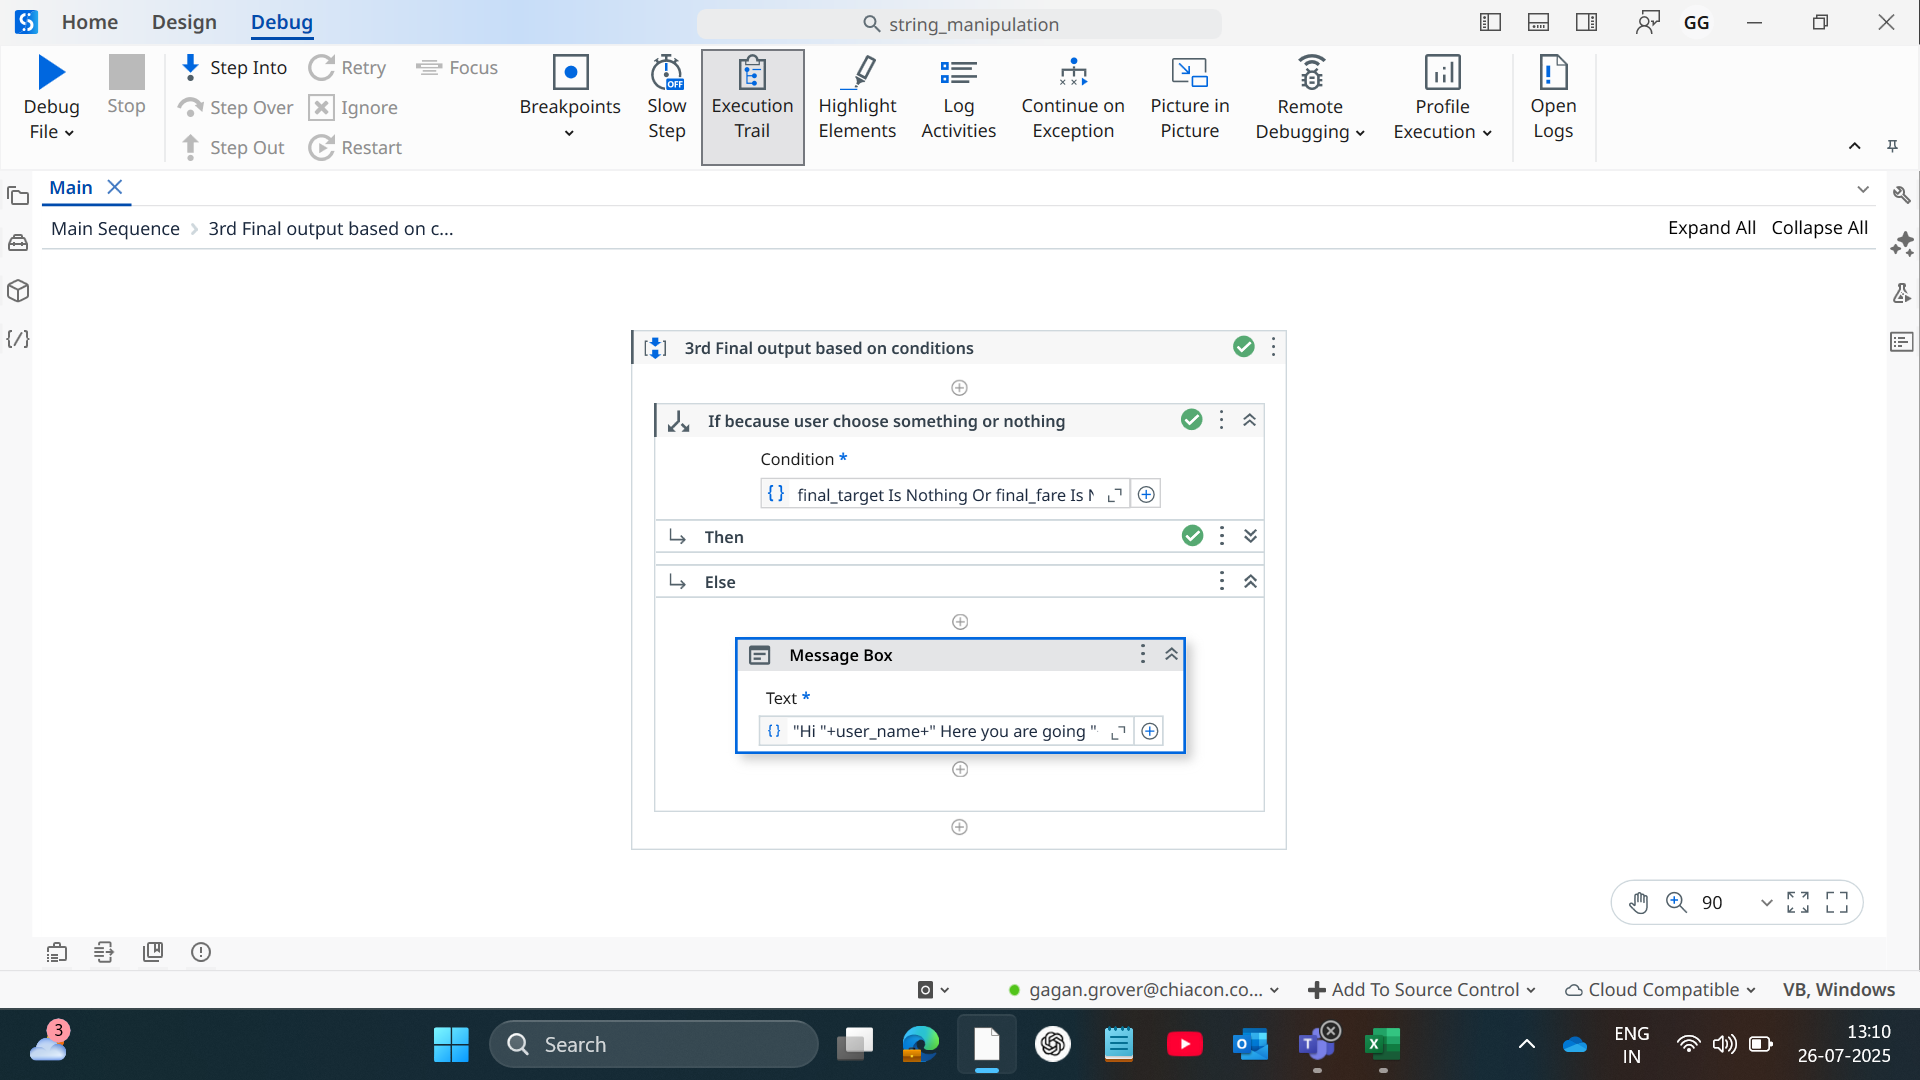 Home Design Debug string_manipulation GG
Debug File Stop Step Into Step Over Step Out Retry Ignore Restart Focus Breakpoints Slow Step OFF Execution Trail Highlight Elements Log Activities Continue on Exception Picture in Picture Remote Debugging Profile Execution Open Logs
Main
Main Sequence 3rd Final output based on c... Expand All Collapse All
3rd Final output based on conditions
If because user choose something or nothing
Condition *
final_target Is Nothing Or final_fare Is N
Then
Else
Message Box
Text *
"Hi "+user_name+" Here you are going "
90
gagan.grover@chiacon.co... Add To Source Control Cloud Compatible VB, Windows
3 Search ENG IN 13:10 26-07-2025